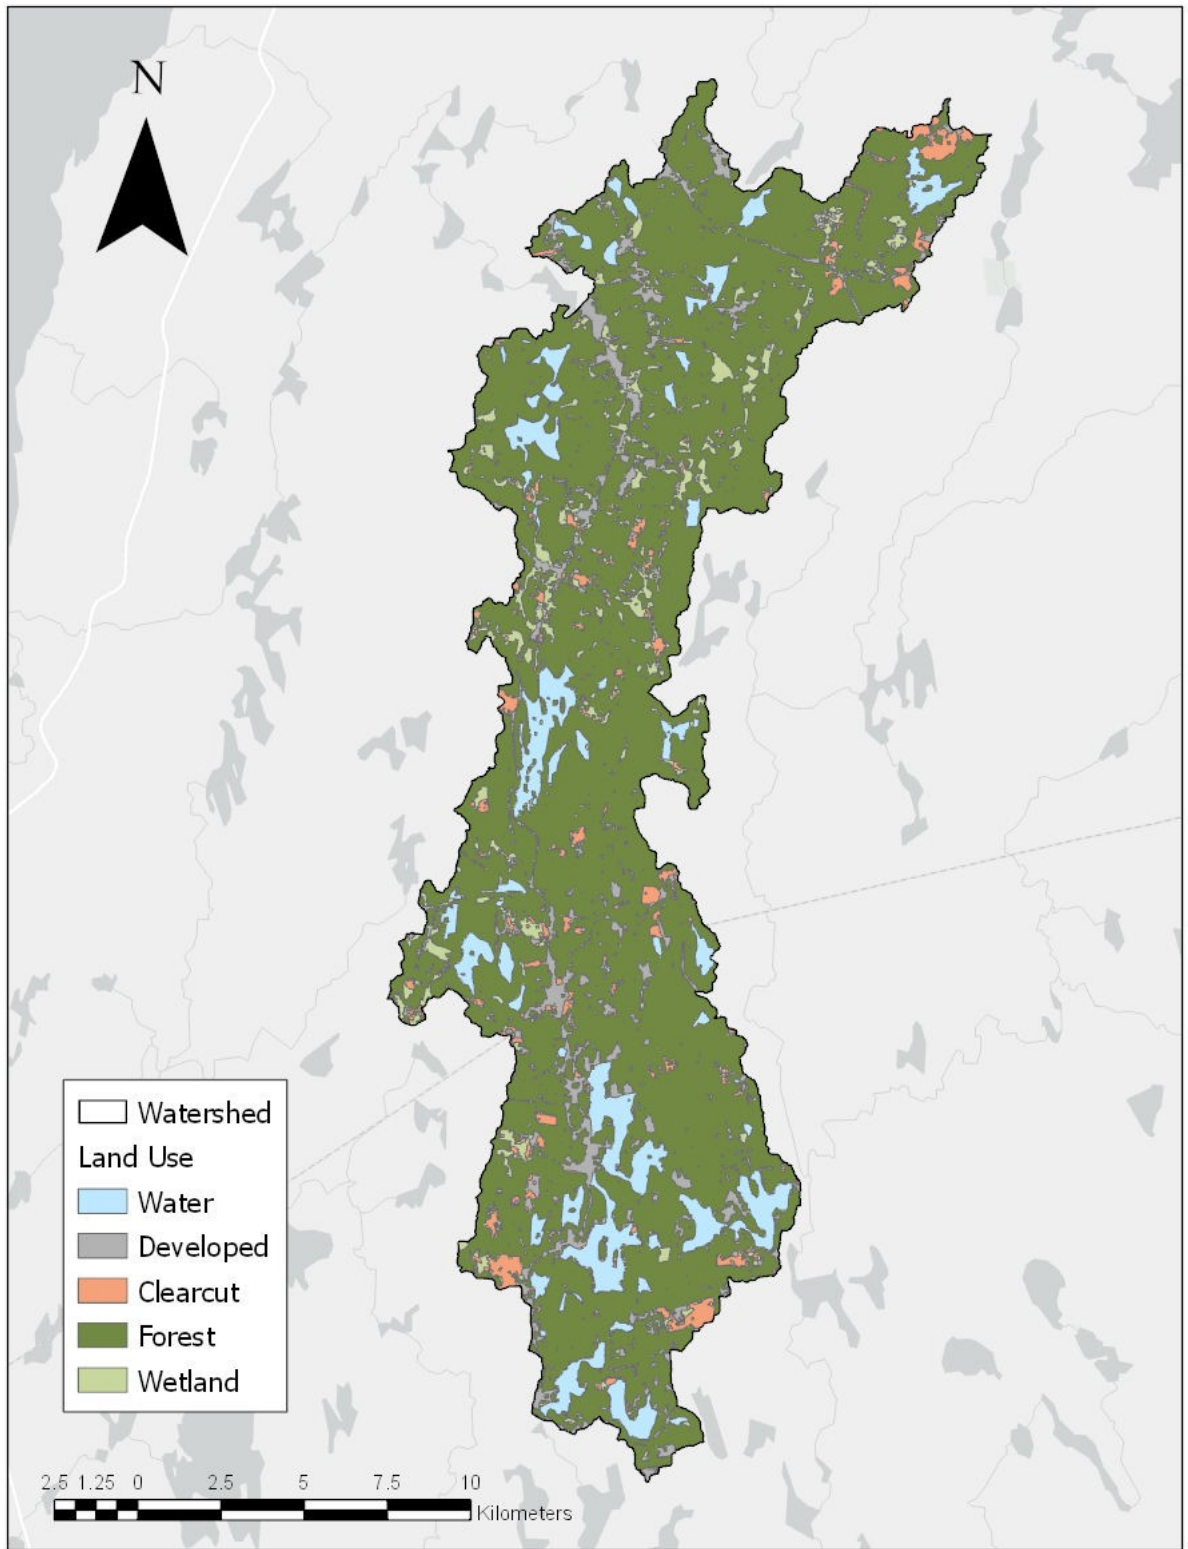 N
Watershed
Land Use
Water
Developed
Clearcut
Forest
Wetland
2.5 1.25 0 2.5 5 7.5 10
Kilometers